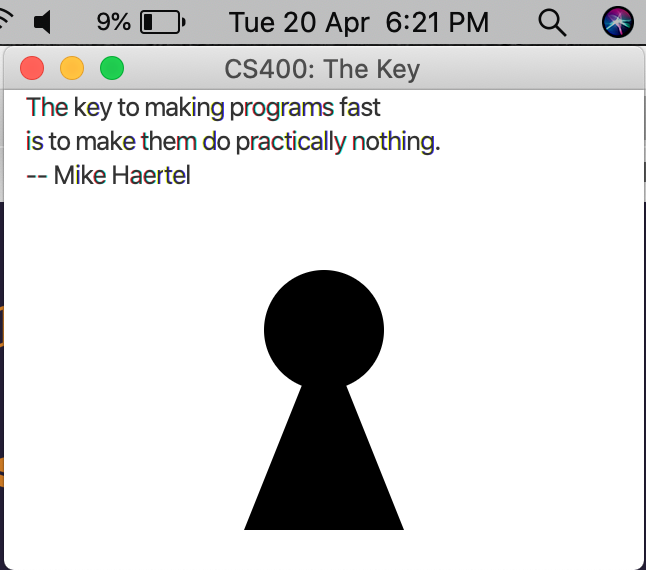 9% Tue 20 Apr 6:21 PM
CS400: The Key
The key to making programs fast
is to make them do practically nothing.
-- Mike Haertel